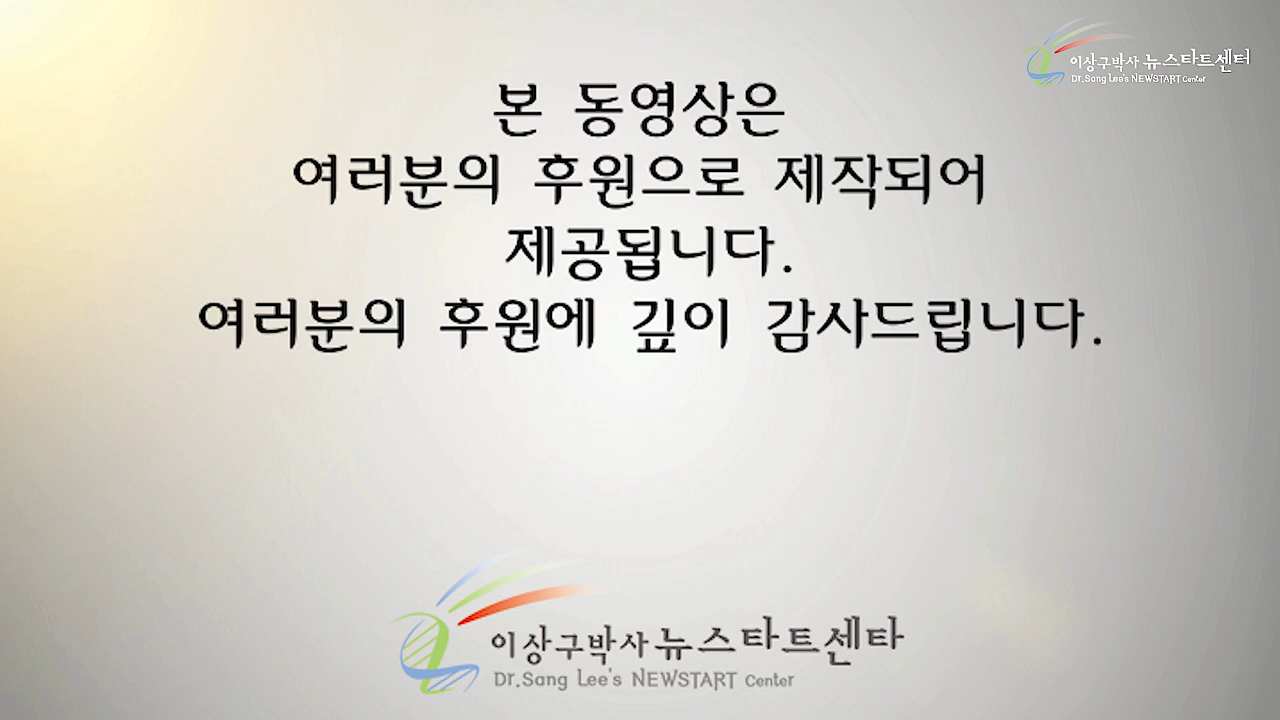 이상구박사 뉴스타트센터
Dr.Sang Lee's NEWSTART Center
본 동영상은
여러분의 후원으로 제작되어
제공됩니다.
여러분의 후원에 깊이 감사드립니다.
이상구박사 뉴스타트센타
Dr.Sang Lee's NEWSTART Center